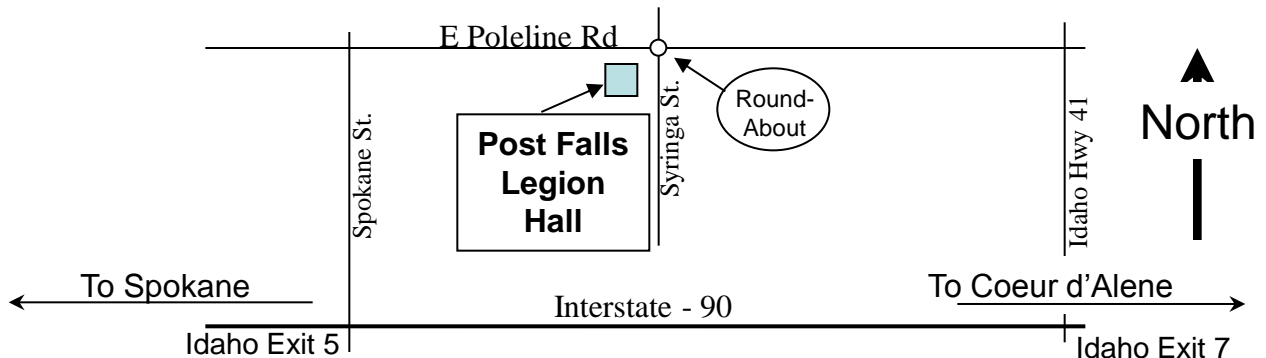 E Poleline Rd
Round-
About
North
Post Falls
Legion
Hall
Spokane St.
Syringa St.
Idaho Hwy 41
To Spokane
To Coeur d’Alene
Interstate - 90
Idaho Exit 5
Idaho Exit 7